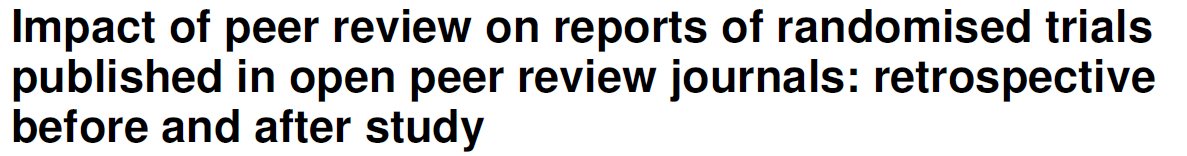 Impact of peer review on reports of randomised trials
published in open peer review journals: retrospective
before and after study